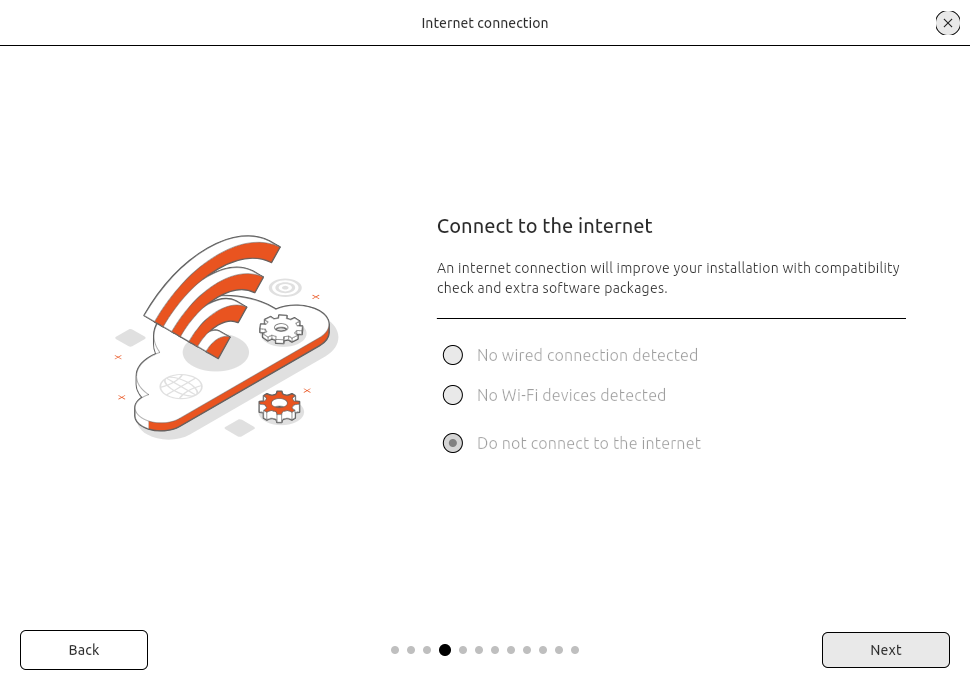 Internet connection
Connect to the internet
An internet connection will improve your installation with compatibility
check and extra software packages.
No wired connection detected
No Wi-Fi devices detected
Do not connect to the internet
Back
Next